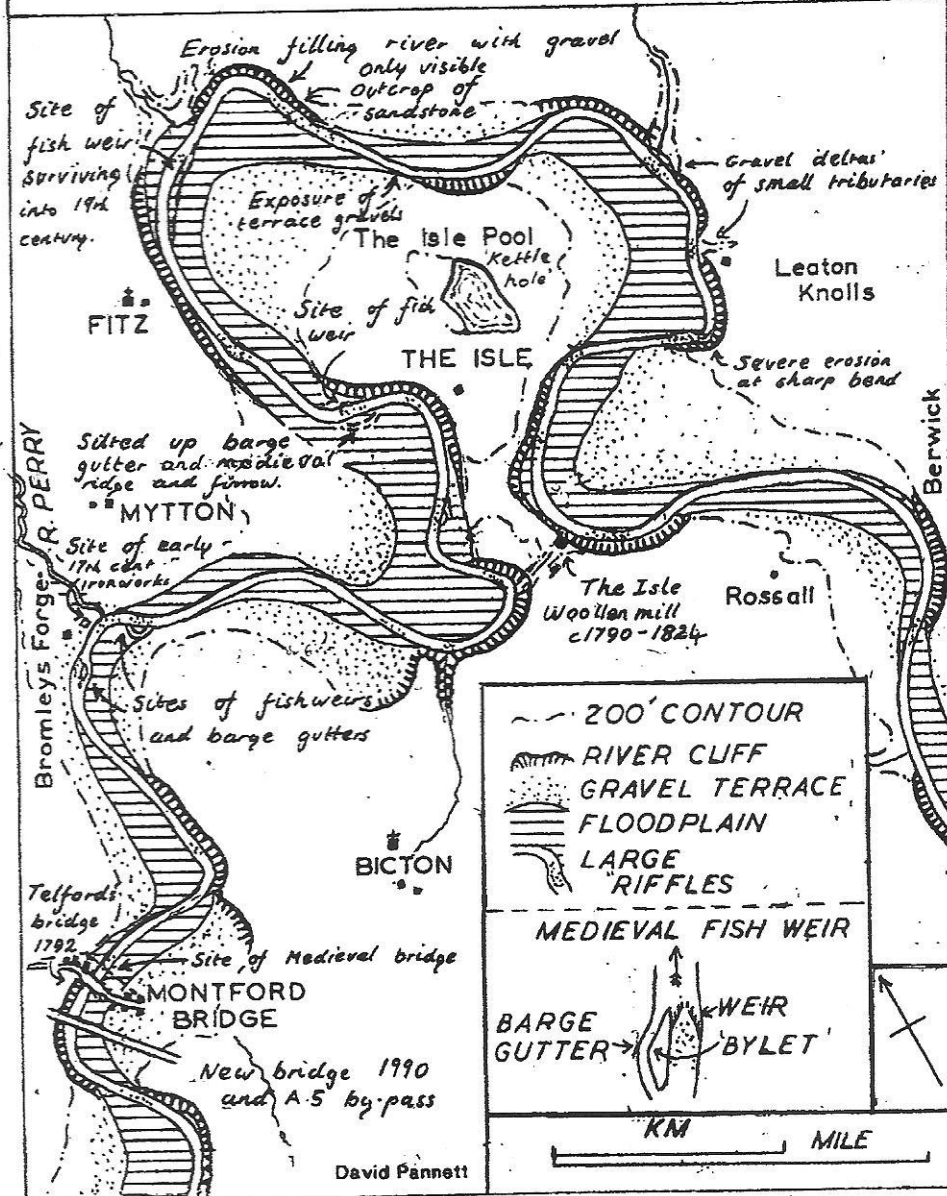 Erosion filling river with gravel
Only visible
outcrop of
sandstone
Site of
fish weir
surviving
into 19th
century.
Gravel deltas
of small tributaries
Exposure of
terrace gravels
The Isle Pool
Kettle
hole
Leaton
Knolls
FITZ
Site of fish
weir
THE ISLE
Severe erosion
at sharp bend
Berwick
Silted up barge
gutter and medieval
ridge and furrow.
R. PERRY
MYTTON
Site of early
17th cent
ironworks
The Isle
Woollen mill
c1790-1824
Rossall
Bromleys Forge
Sites of fishweirs
and barge gutters
BICTON
Telfords
bridge
1792
Site of Medieval bridge
MONTFORD
BRIDGE
New bridge 1990
and A.5 by-pass
David Pannett
200' CONTOUR
RIVER CLIFF
GRAVEL TERRACE
FLOODPLAIN
LARGE
RIFFLES
MEDIEVAL FISH WEIR
WEIR
BARGE
GUTTER
'BYLET'
KM
MILE